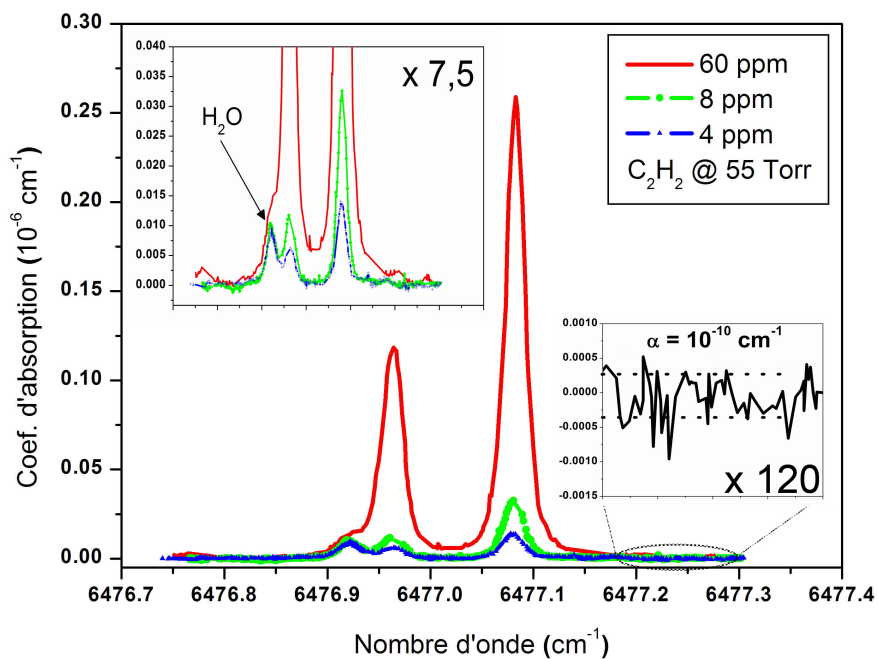 0.30
0.25
0.20
0.15
0.10
0.05
0.00
Coef. d'absorption (10⁻⁶ cm⁻¹)
6476.7 6476.8 6476.9 6477.0 6477.1 6477.2 6477.3 6477.4
Nombre d'onde (cm⁻¹)
0.040
0.035
0.030
0.025
0.020
0.015
0.010
0.005
0.000
x 7,5
H₂O
60 ppm
8 ppm
4 ppm
C₂H₂ @ 55 Torr
0.0010
0.0005
0.0000
-0.0005
-0.0010
-0.0015
α = 10⁻¹⁰ cm⁻¹
x 120